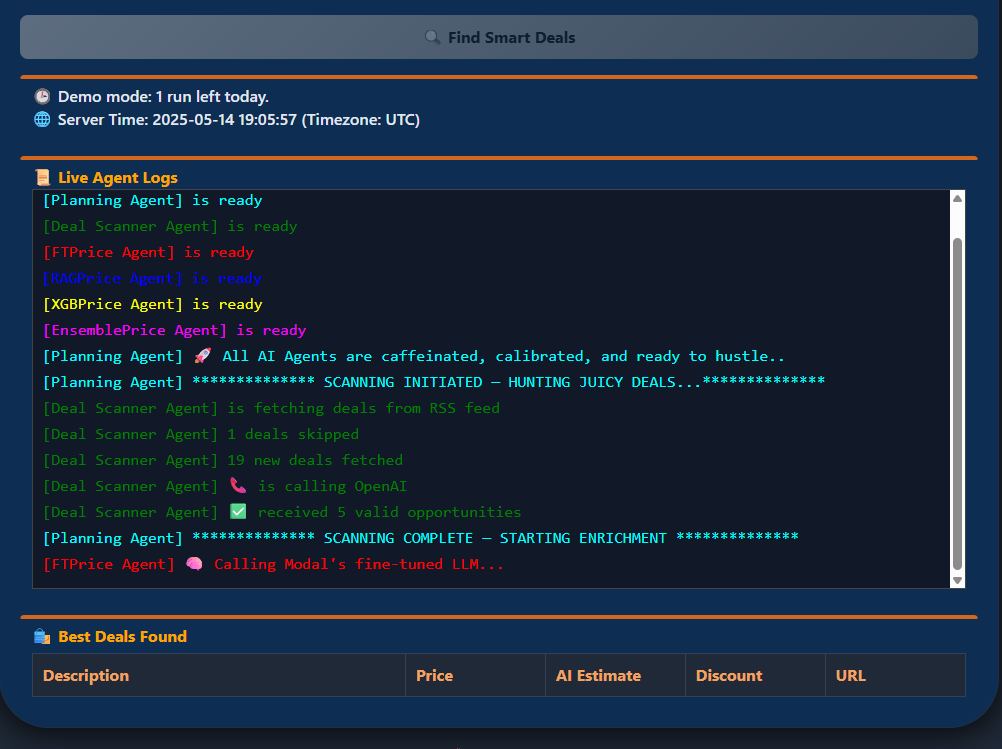 🔍 Find Smart Deals
🕒 Demo mode: 1 run left today.
🌐 Server Time: 2025-05-14 19:05:57 (Timezone: UTC)
📜 Live Agent Logs
[Planning Agent] is ready
[Deal Scanner Agent] is ready
[FTPrice Agent] is ready
[RAGPrice Agent] is ready
[XGBPrice Agent] is ready
[EnsemblePrice Agent] is ready
[Planning Agent] 🚀 All AI Agents are caffeinated, calibrated, and ready to hustle..
[Planning Agent] ************** SCANNING INITIATED — HUNTING JUICY DEALS...**************
[Deal Scanner Agent] is fetching deals from RSS feed
[Deal Scanner Agent] 1 deals skipped
[Deal Scanner Agent] 19 new deals fetched
[Deal Scanner Agent] 📞 is calling OpenAI
[Deal Scanner Agent] ✅ received 5 valid opportunities
[Planning Agent] ************** SCANNING COMPLETE — STARTING ENRICHMENT **************
[FTPrice Agent] 🧠 Calling Modal's fine-tuned LLM...
🛍️ Best Deals Found
Description Price AI Estimate Discount URL